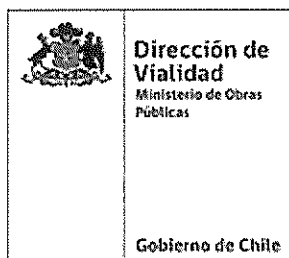 Dirección de
Vialidad
Ministerio de Obras
Públicas
Gobierno de Chile